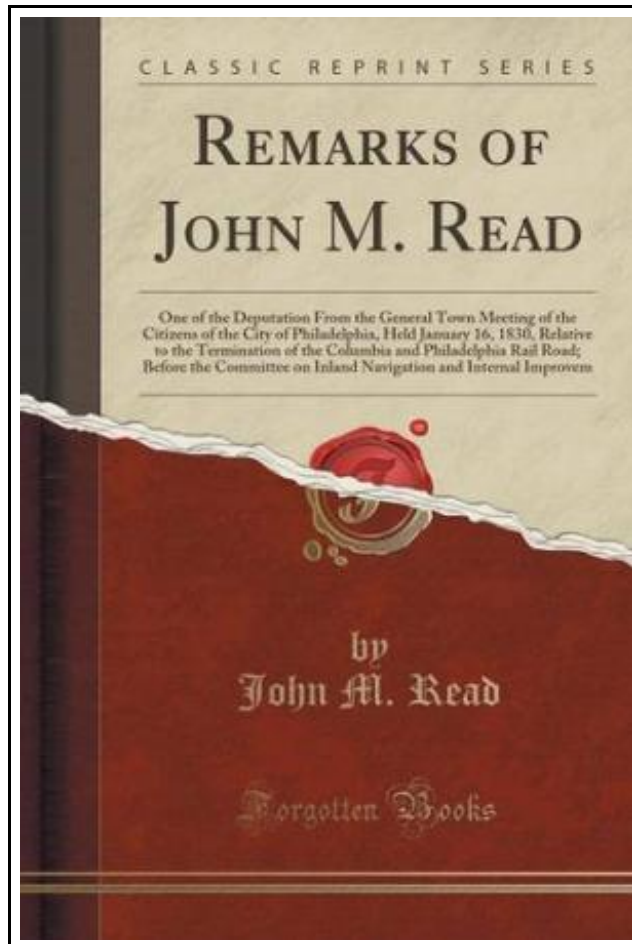 CLASSIC REPRINT SERIES
REMARKS OF
JOHN M. READ
One of the Deputation From the General Town Meeting of the
Citizens of the City of Philadelphia, Held January 16, 1830, Relative
to the Termination of the Columbia and Philadelphia Rail Road;
Before the Committee on Inland Navigation and Internal Improvem
by
John M. Read
Forgotten Books